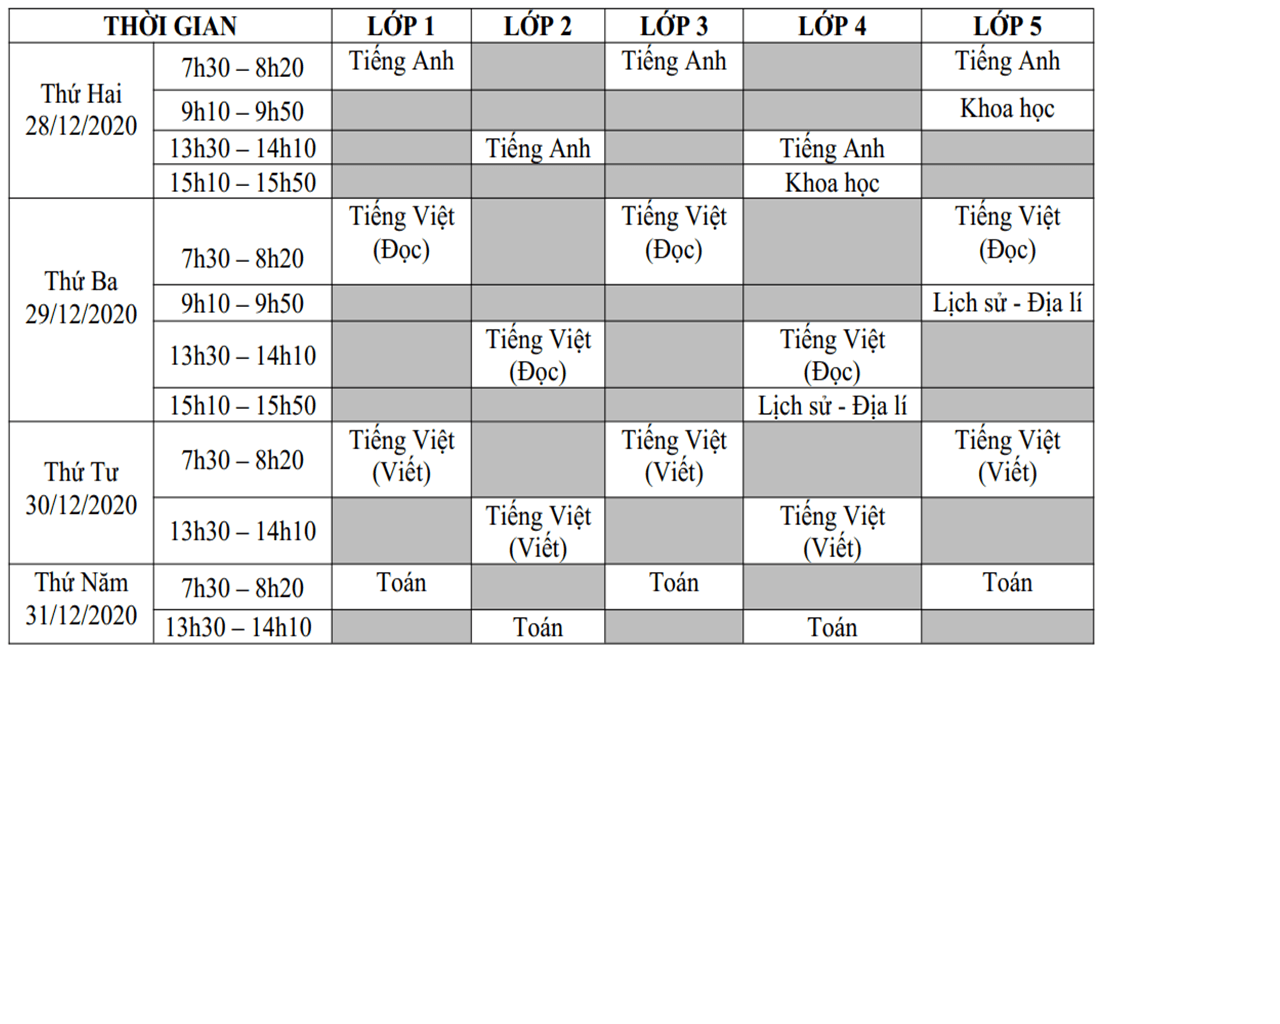 THỜI GIAN LỚP 1 LỚP 2 LỚP 3 LỚP 4 LỚP 5
Thứ Hai
28/12/2020
7h30 – 8h20 Tiếng Anh Tiếng Anh Tiếng Anh
9h10 – 9h50 Khoa học
13h30 – 14h10 Tiếng Anh Tiếng Anh
15h10 – 15h50 Khoa học
Thứ Ba
29/12/2020
7h30 – 8h20
Tiếng Việt
(Đọc)
Tiếng Việt
(Đọc)
Tiếng Việt
(Đọc)
9h10 – 9h50 Lịch sử - Địa lí
13h30 – 14h10
Tiếng Việt
(Đọc)
Tiếng Việt
(Đọc)
15h10 – 15h50 Lịch sử - Địa lí
Thứ Tư
30/12/2020
7h30 – 8h20
Tiếng Việt
(Viết)
Tiếng Việt
(Viết)
Tiếng Việt
(Viết)
13h30 – 14h10
Tiếng Việt
(Viết)
Tiếng Việt
(Viết)
Thứ Năm
31/12/2020
7h30 – 8h20 Toán Toán Toán
13h30 – 14h10 Toán Toán